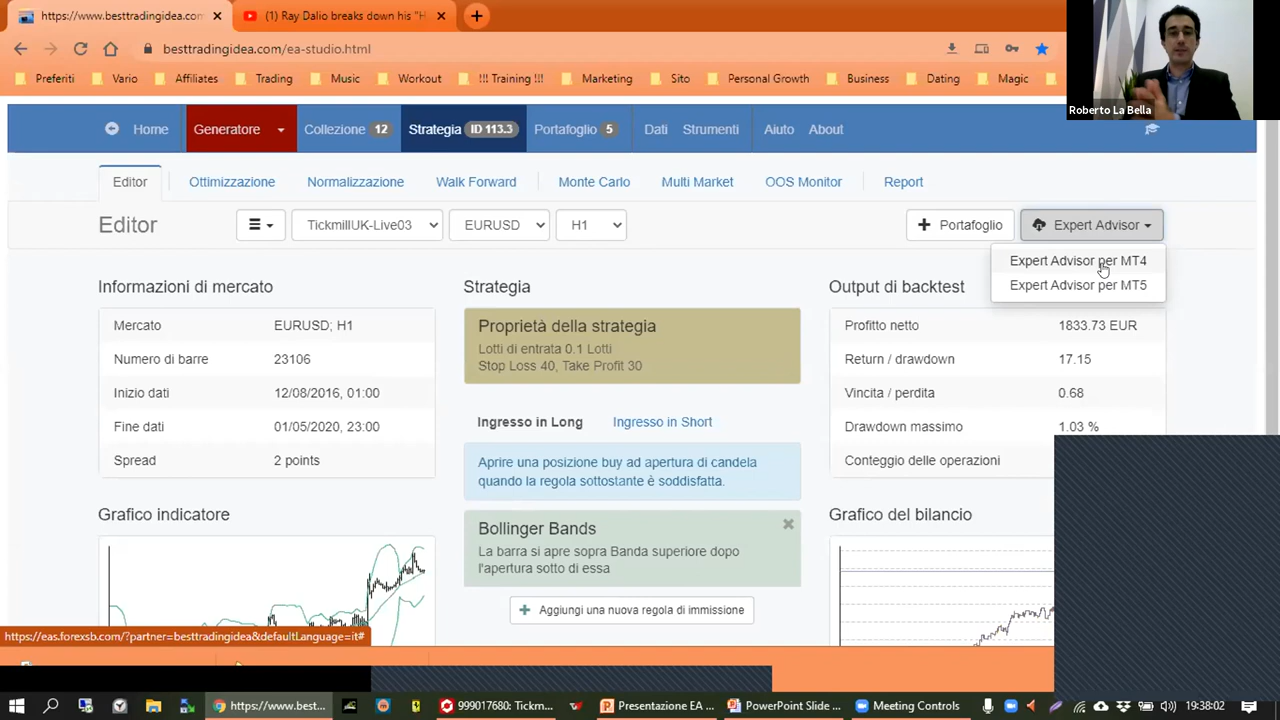 https://www.besttradingidea.com
(1) Ray Dalio breaks down his "H
besttradingidea.com/ea-studio.html
Preferiti
Vario
Affiliates
Trading
Music
Workout
!!! Training !!!
Marketing
Sito
Personal Growth
Business
Dating
Magic
Roberto La Bella
Home
Generatore
Collezione 12
Strategia ID 113.3
Portafoglio 5
Dati
Strumenti
Aiuto
About
Editor
Ottimizzazione
Normalizzazione
Walk Forward
Monte Carlo
Multi Market
OOS Monitor
Report
Editor
TickmillUK-Live03
EURUSD
H1
+ Portafoglio
Expert Advisor
Expert Advisor per MT4
Expert Advisor per MT5
Informazioni di mercato
Mercato EURUSD; H1
Numero di barre 23106
Inizio dati 12/08/2016, 01:00
Fine dati 01/05/2020, 23:00
Spread 2 points
Grafico indicatore
Strategia
Proprietà della strategia
Lotti di entrata 0.1 Lotti
Stop Loss 40, Take Profit 30
Ingresso in Long
Ingresso in Short
Aprire una posizione buy ad apertura di candela
quando la regola sottostante è soddisfatta.
Bollinger Bands
La barra si apre sopra Banda superiore dopo
l'apertura sotto di essa
+ Aggiungi una nuova regola di immissione
Output di backtest
Profitto netto 1833.73 EUR
Return / drawdown 17.15
Vincita / perdita 0.68
Drawdown massimo 1.03 %
Conteggio delle operazioni
Grafico del bilancio
https://eas.forexsb.com/?partner=besttradingidea&defaultLanguage=it#
https://www.best...
999017680: Tickm...
Presentazione EA ...
PowerPoint Slide ...
Meeting Controls
19:38:02